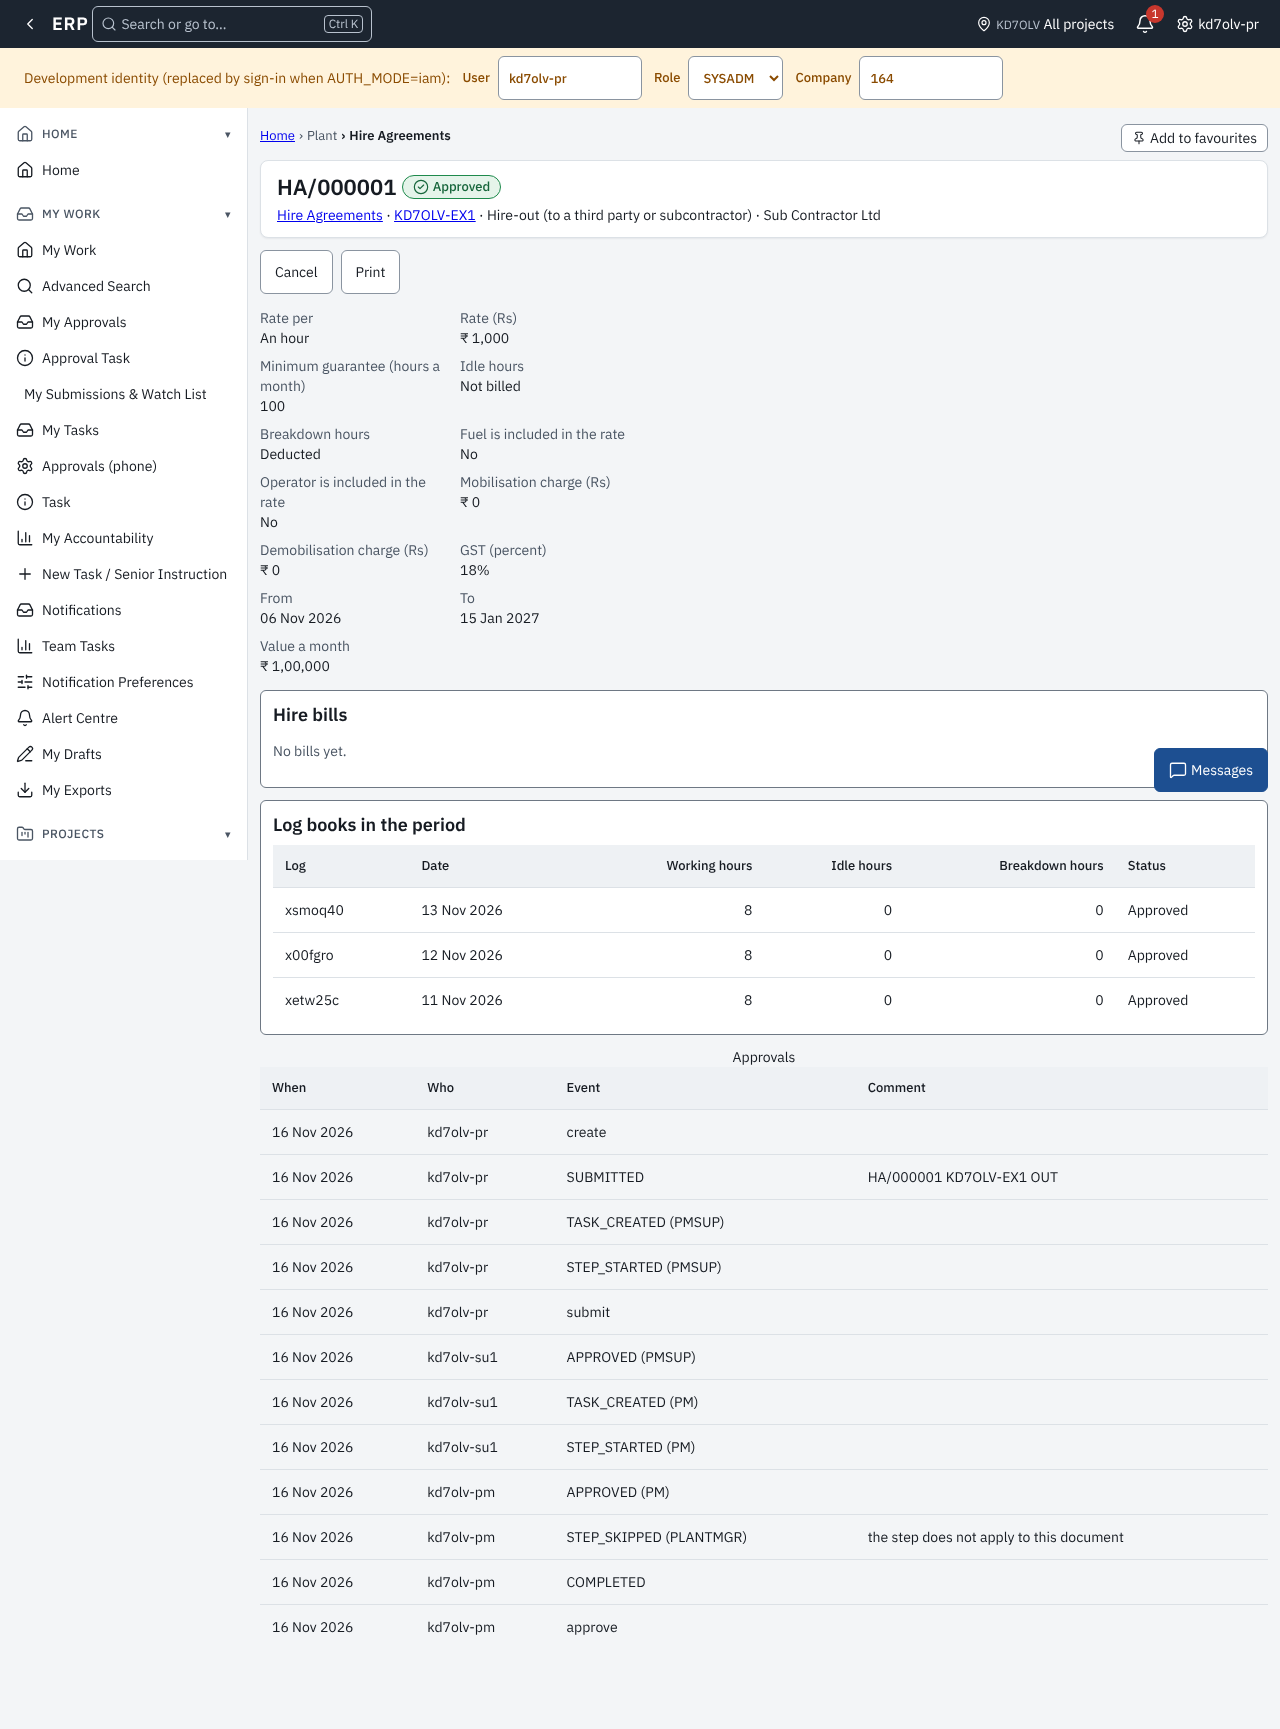 ERP Search or go to... Ctrl K KD7OLV All projects 1 kd7olv-pr
Development identity (replaced by sign-in when AUTH_MODE=iam): User kd7olv-pr Role SYSADM Company 164
HOME
Home
MY WORK
My Work
Advanced Search
My Approvals
Approval Task
My Submissions & Watch List
My Tasks
Approvals (phone)
Task
My Accountability
New Task / Senior Instruction
Notifications
Team Tasks
Notification Preferences
Alert Centre
My Drafts
My Exports
PROJECTS
Home › Plant › Hire Agreements
Add to favourites
HA/000001 Approved
Hire Agreements · KD7OLV-EX1 · Hire-out (to a third party or subcontractor) · Sub Contractor Ltd
Cancel Print
Rate per Rate (Rs)
An hour ₹ 1,000
Minimum guarantee (hours a month) Idle hours
100 Not billed
Breakdown hours Fuel is included in the rate
Deducted No
Operator is included in the rate Mobilisation charge (Rs)
No ₹ 0
Demobilisation charge (Rs) GST (percent)
₹ 0 18%
From To
06 Nov 2026 15 Jan 2027
Value a month
₹ 1,00,000
Hire bills
No bills yet.
Messages
Log books in the period
Log Date Working hours Idle hours Breakdown hours Status
xsmoq40 13 Nov 2026 8 0 0 Approved
x00fgro 12 Nov 2026 8 0 0 Approved
xetw25c 11 Nov 2026 8 0 0 Approved
Approvals
When Who Event Comment
16 Nov 2026 kd7olv-pr create
16 Nov 2026 kd7olv-pr SUBMITTED HA/000001 KD7OLV-EX1 OUT
16 Nov 2026 kd7olv-pr TASK_CREATED (PMSUP)
16 Nov 2026 kd7olv-pr STEP_STARTED (PMSUP)
16 Nov 2026 kd7olv-pr submit
16 Nov 2026 kd7olv-su1 APPROVED (PMSUP)
16 Nov 2026 kd7olv-su1 TASK_CREATED (PM)
16 Nov 2026 kd7olv-su1 STEP_STARTED (PM)
16 Nov 2026 kd7olv-pm APPROVED (PM)
16 Nov 2026 kd7olv-pm STEP_SKIPPED (PLANTMGR) the step does not apply to this document
16 Nov 2026 kd7olv-pm COMPLETED
16 Nov 2026 kd7olv-pm approve